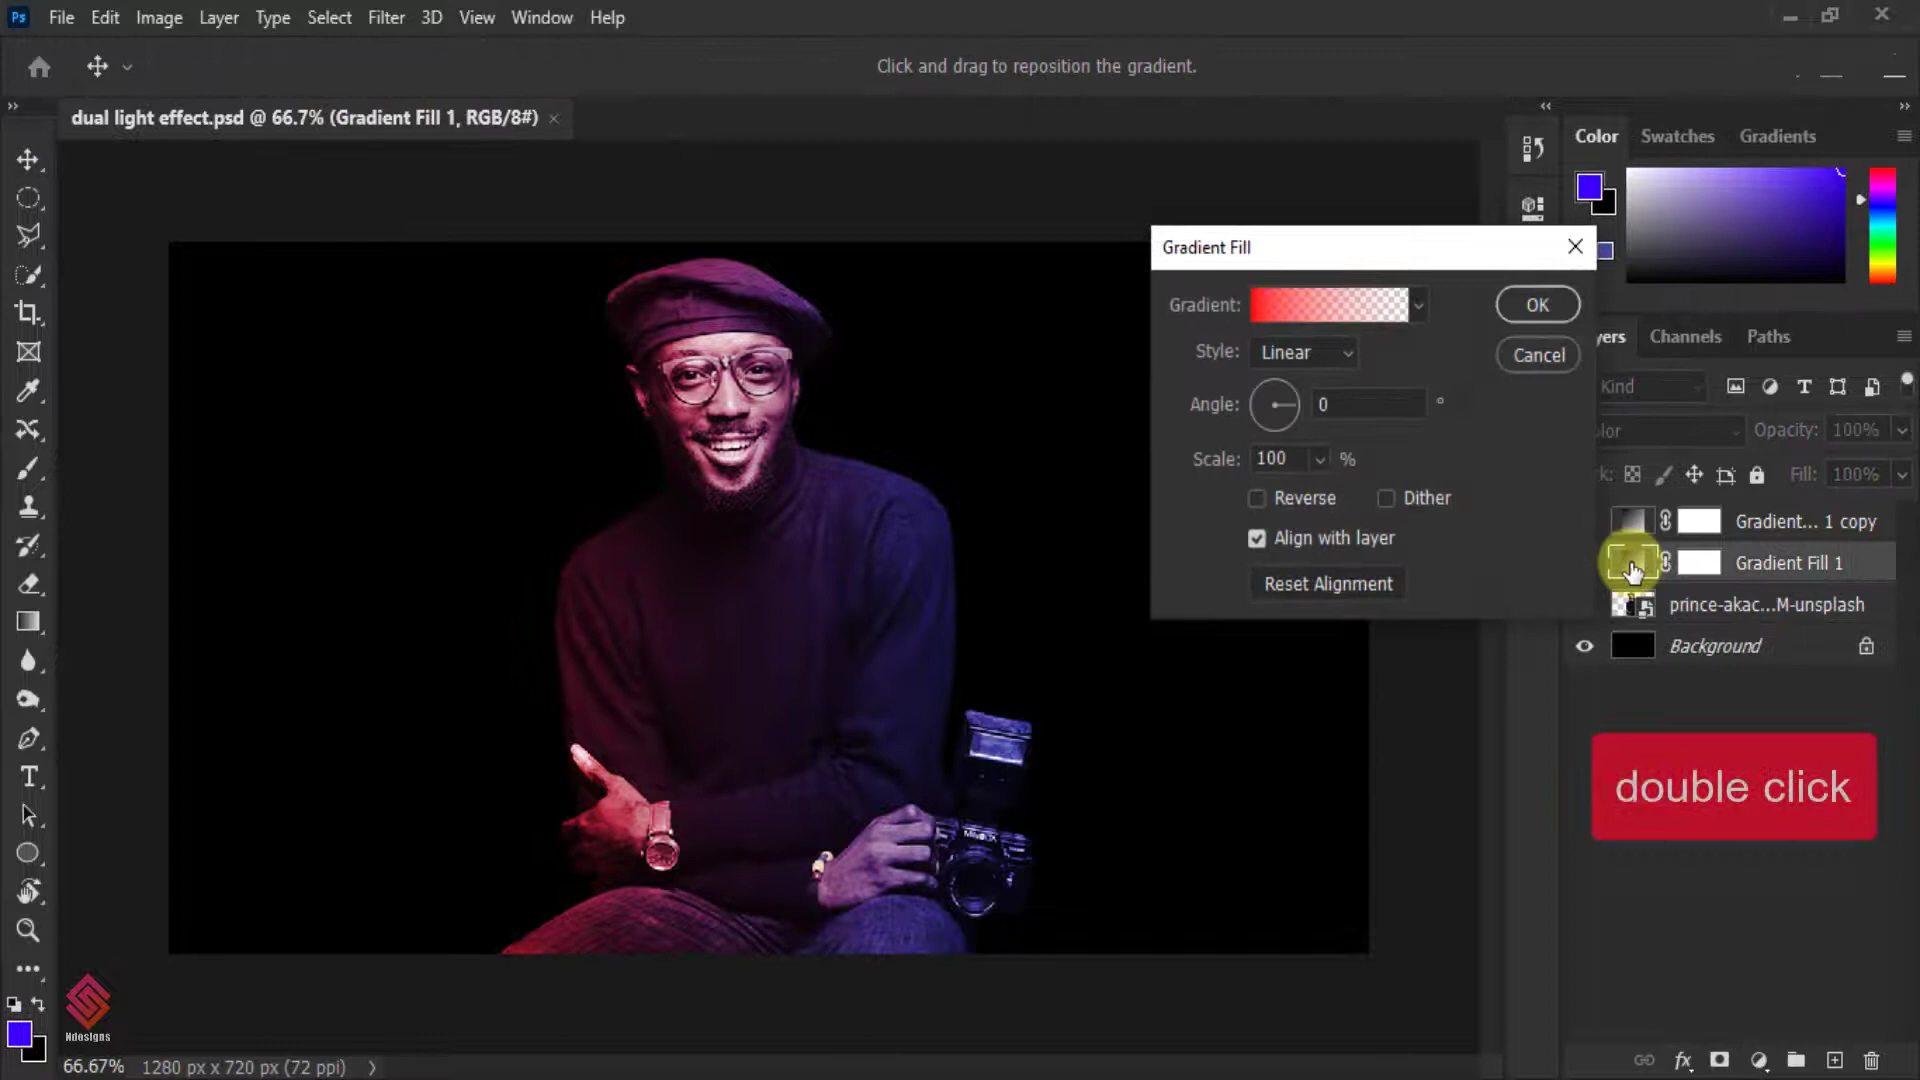 Ps File Edit Image Layer Type Select Filter 3D View Window Help
Click and drag to reposition the gradient.
dual light effect.psd @ 66.7% (Gradient Fill 1, RGB/8#)
Color Swatches Gradients
Gradient Fill
Gradient:
OK
Style: Linear
Cancel
Angle: 0 °
Scale: 100 %
Reverse Dither
Align with layer
Reset Alignment
yers Channels Paths
Kind
lor Opacity: 100%
k: Fill: 100%
Gradient... 1 copy
Gradient Fill 1
prince-akac...M-unsplash
Background
double click
MINOLTA
Ndesigns
66.67% 1280 px x 720 px (72 ppi)